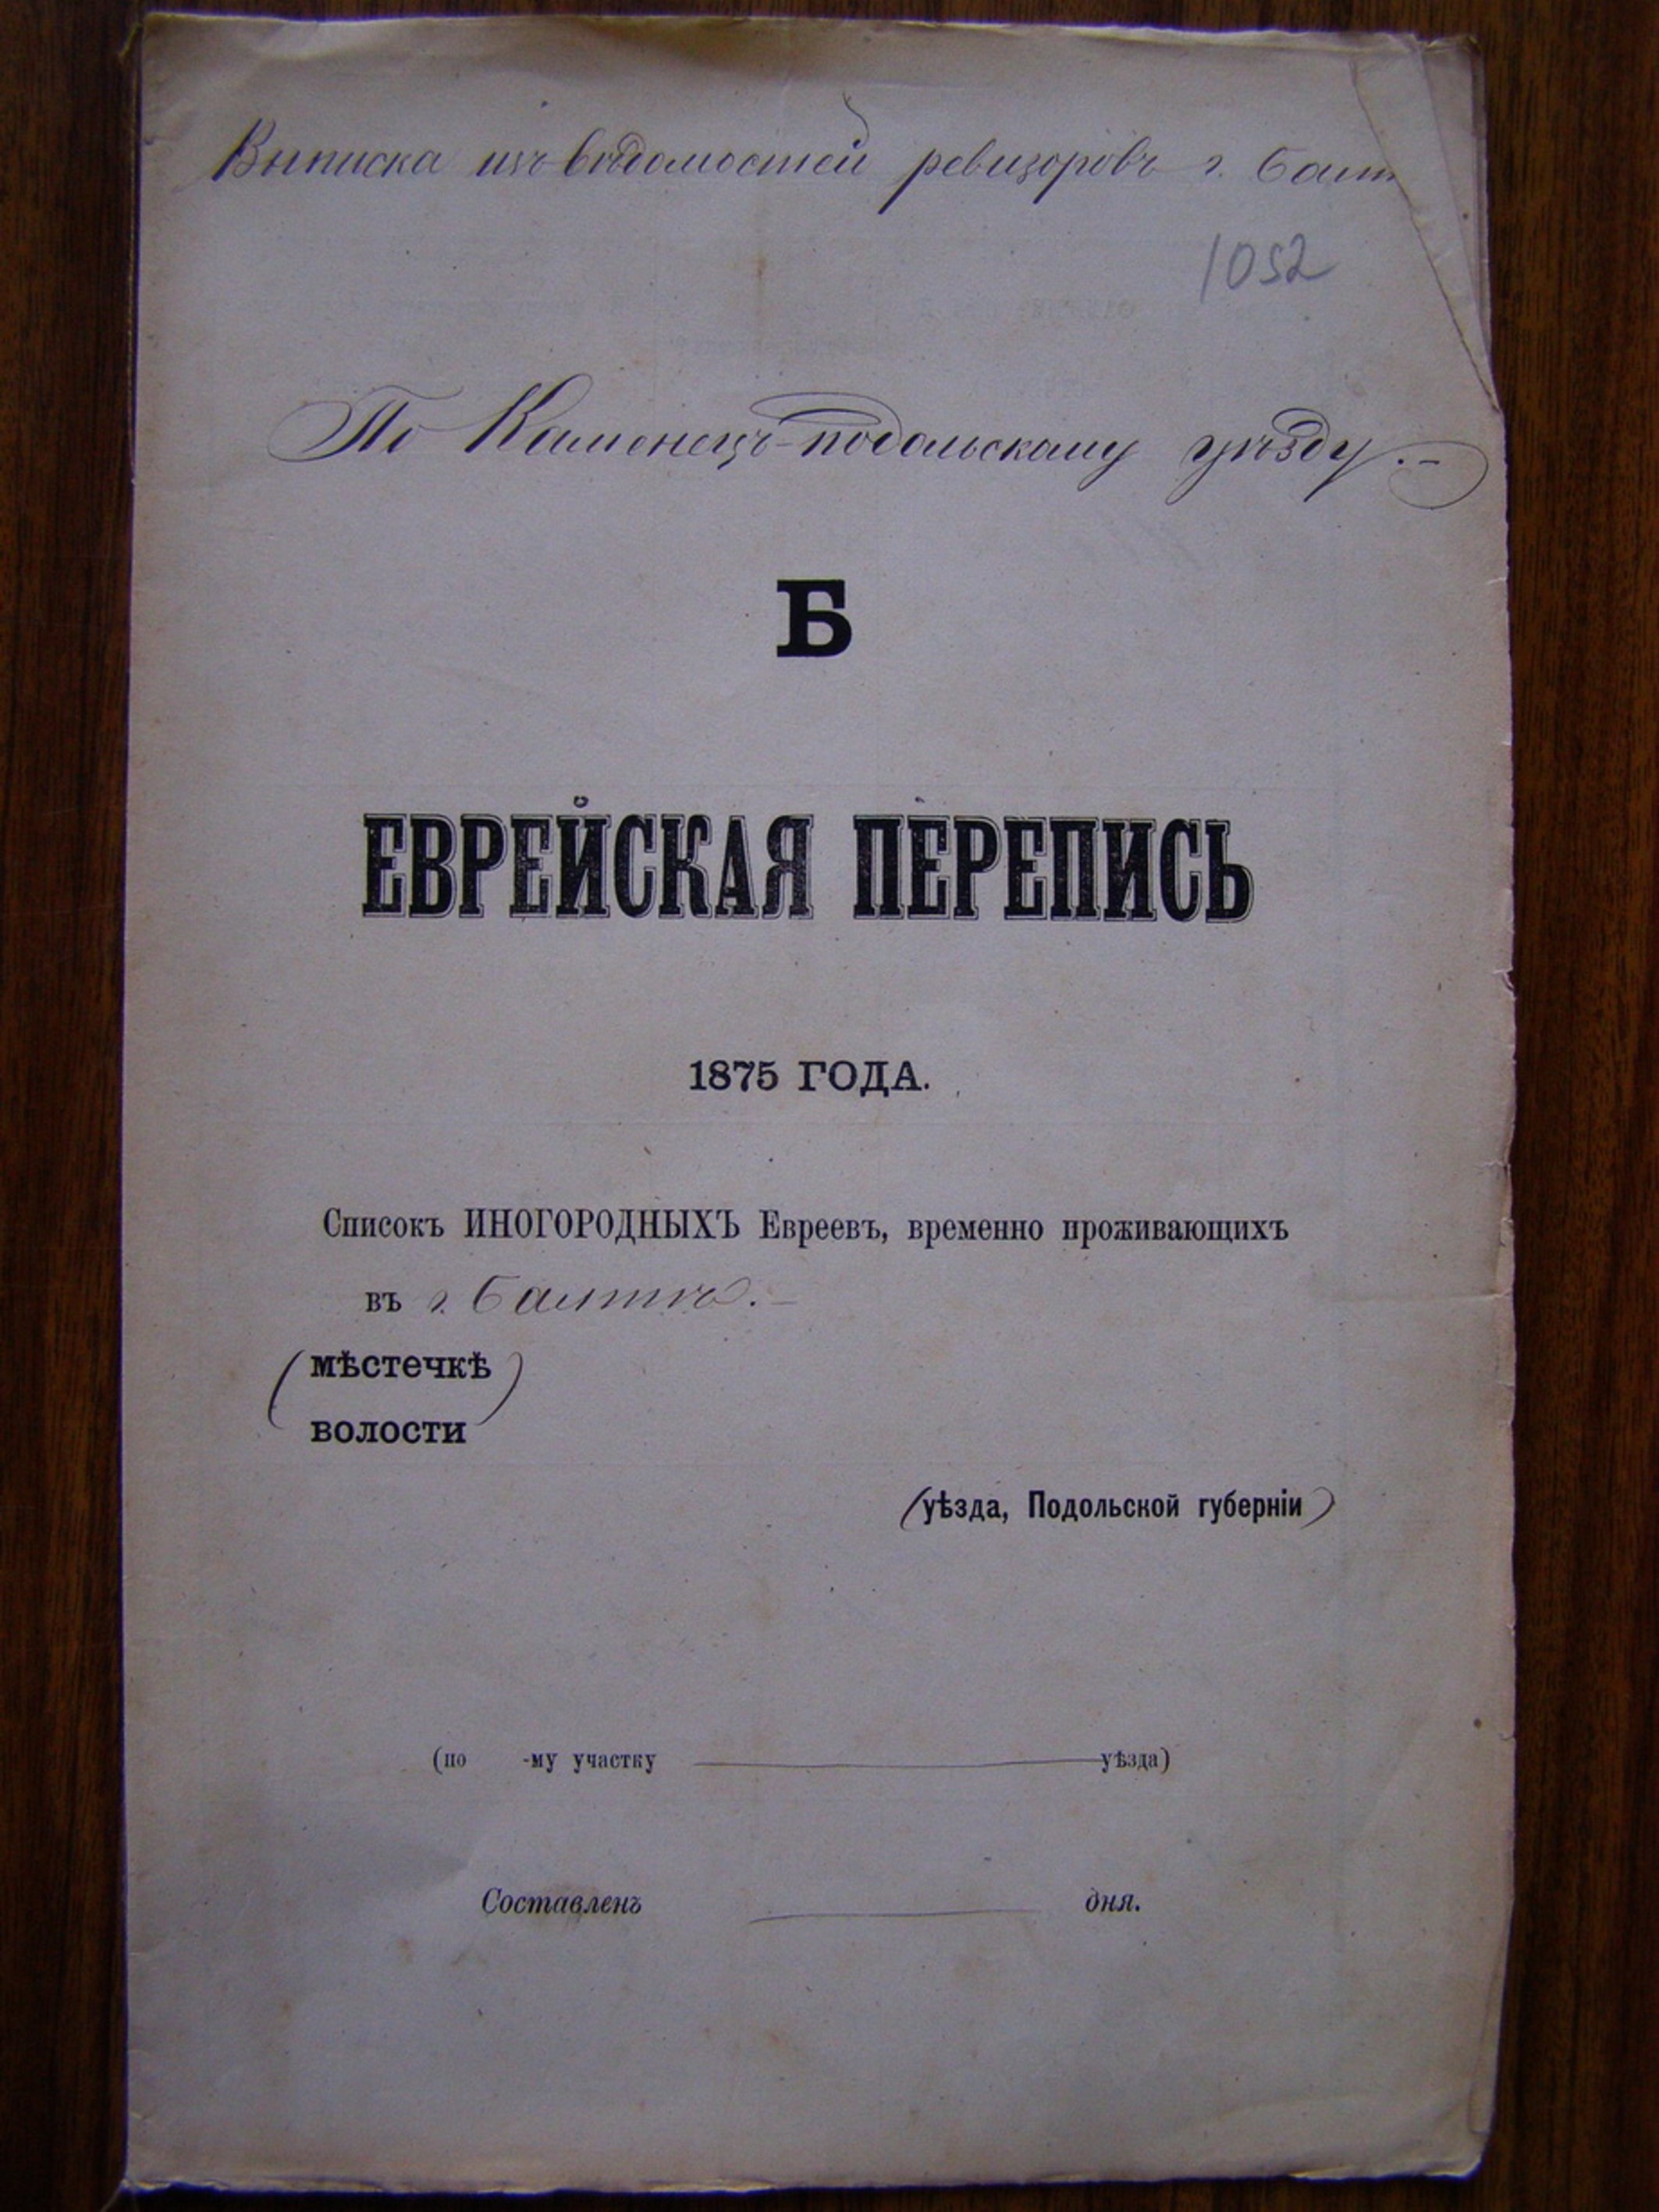 Выписка изъ вѣдомостей ревизоровъ г. Балт
1052
По Каменецъ-подольскому уѣзду.-
Б
ЕВРЕЙСКАЯ ПЕРЕПИСЬ
1875 ГОДА.
Списокъ ИНОГОРОДНЫХЪ Евреевъ, временно проживающихъ
въ г. Балтѣ.-
(мѣстечкѣ)
волости
(уѣзда, Подольской губерніи)
(по -му участку уѣзда)
Составленъ дня.